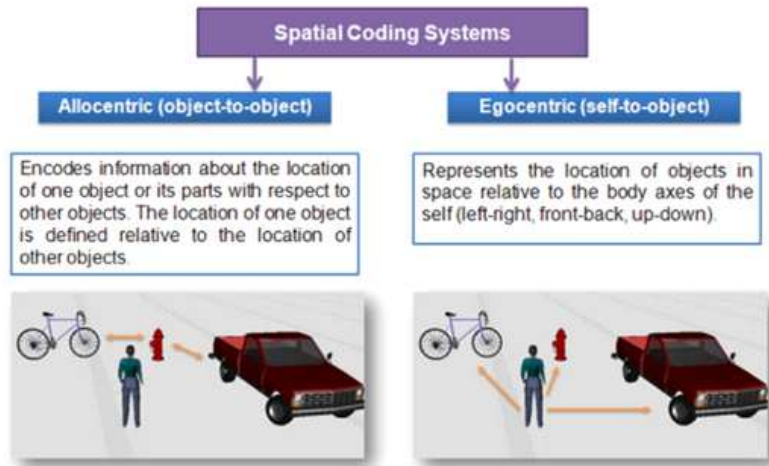 Spatial Coding Systems
Allocentric (object-to-object)
Egocentric (self-to-object)
Encodes information about the location
of one object or its parts with respect to
other objects. The location of one object
is defined relative to the location of
other objects.
Represents the location of objects in
space relative to the body axes of the
self (left-right, front-back, up-down).